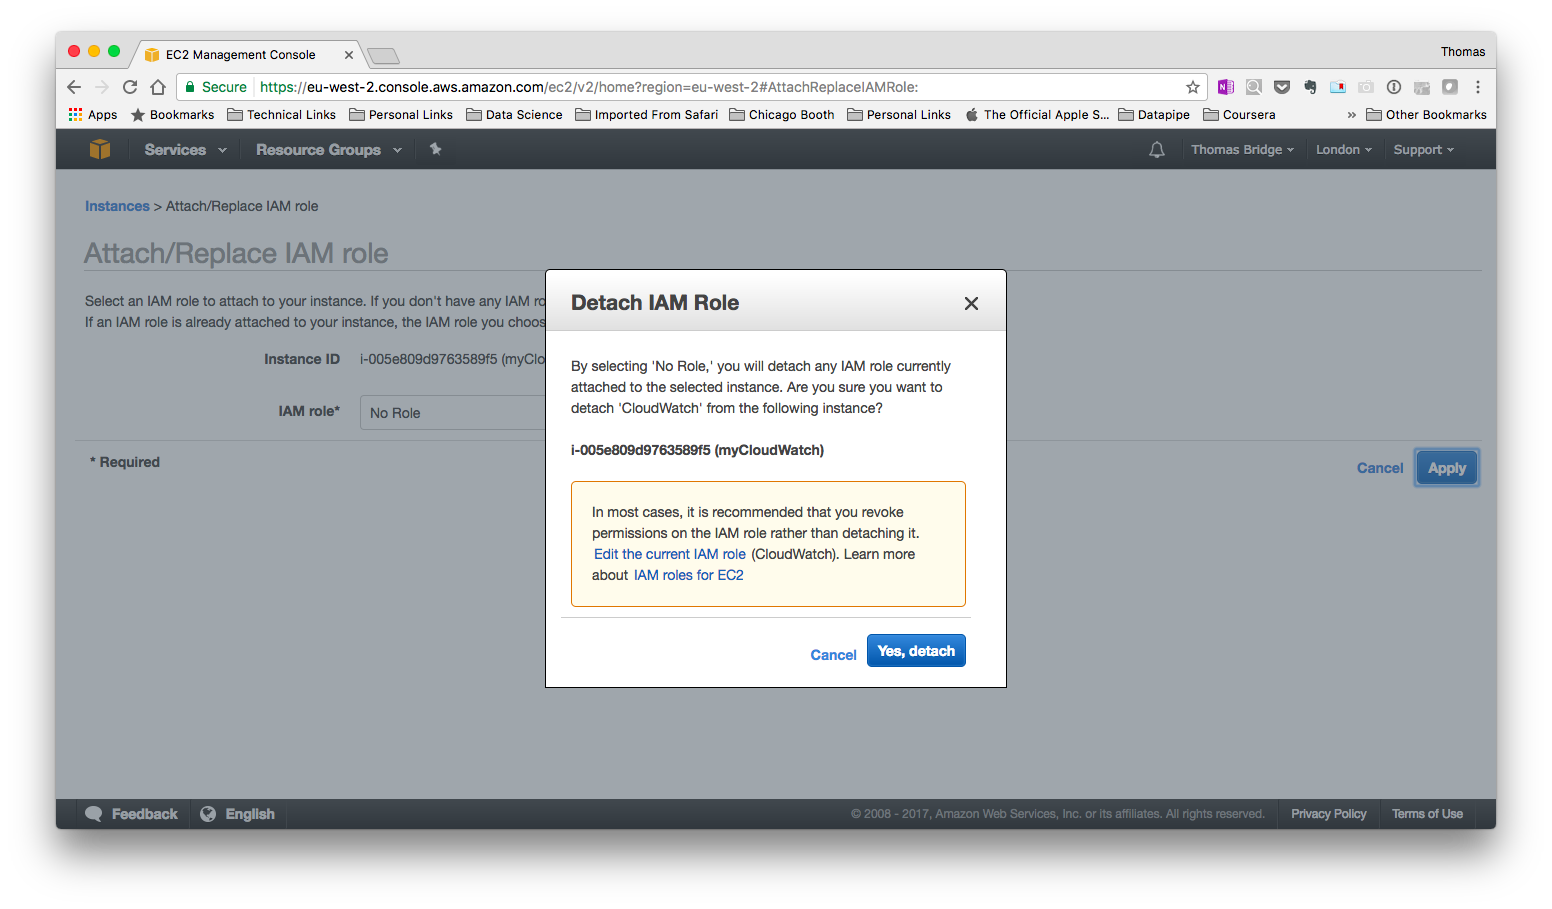 EC2 Management Console
Thomas
Secure https://eu-west-2.console.aws.amazon.com/ec2/v2/home?region=eu-west-2#AttachReplaceIAMRole:
Apps Bookmarks Technical Links Personal Links Data Science Imported From Safari Chicago Booth Personal Links The Official Apple S... Datapipe Coursera » Other Bookmarks
Services Resource Groups Thomas Bridge London Support
Instances > Attach/Replace IAM role
Attach/Replace IAM role
Select an IAM role to attach to your instance. If you don't have any IAM ro
If an IAM role is already attached to your instance, the IAM role you choos
Instance ID i-005e809d9763589f5 (myClo
IAM role* No Role
* Required
Cancel Apply
Detach IAM Role
By selecting 'No Role,' you will detach any IAM role currently
attached to the selected instance. Are you sure you want to
detach 'CloudWatch' from the following instance?
i-005e809d9763589f5 (myCloudWatch)
In most cases, it is recommended that you revoke
permissions on the IAM role rather than detaching it.
Edit the current IAM role (CloudWatch). Learn more
about IAM roles for EC2
Cancel Yes, detach
Feedback English © 2008 - 2017, Amazon Web Services, Inc. or its affiliates. All rights reserved. Privacy Policy Terms of Use